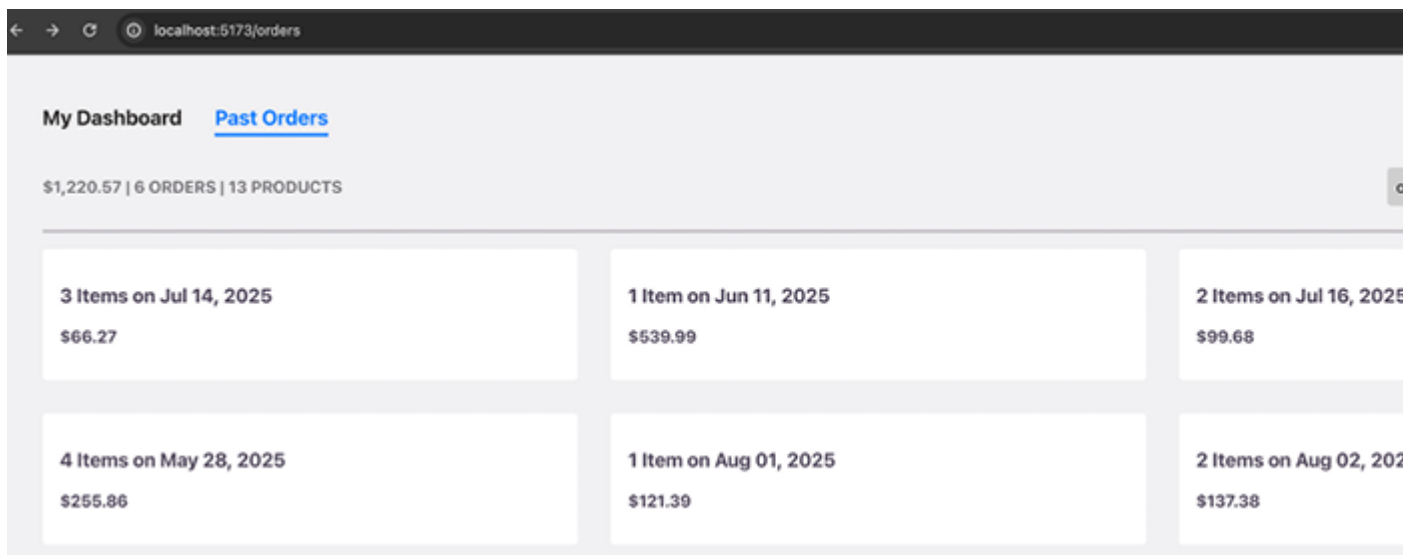 localhost:5173/orders
My Dashboard Past Orders
$1,220.57 | 6 ORDERS | 13 PRODUCTS
3 Items on Jul 14, 2025
$66.27
1 Item on Jun 11, 2025
$539.99
2 Items on Jul 16, 2025
$99.68
4 Items on May 28, 2025
$255.86
1 Item on Aug 01, 2025
$121.39
2 Items on Aug 02, 202
$137.38